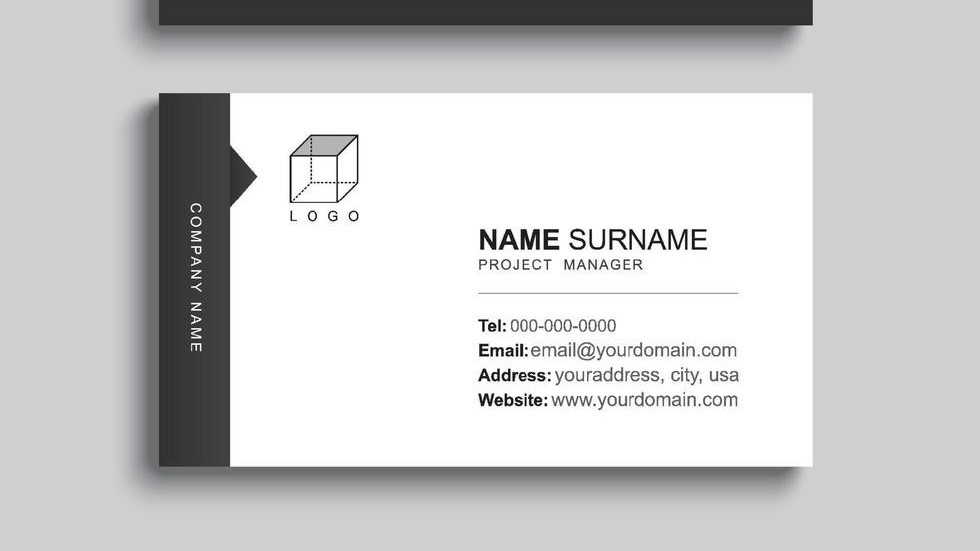 COMPANY NAME
LOGO
NAME SURNAME
PROJECT MANAGER
Tel: 000-000-0000
Email: email@yourdomain.com
Address: youraddress, city, usa
Website: www.yourdomain.com